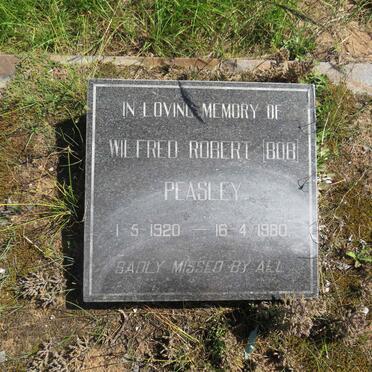 IN LOVING MEMORY OF
WILFRED ROBERT (BOB)
PEASLEY
1-5-1920 — 16-4-1980
SADLY MISSED BY ALL